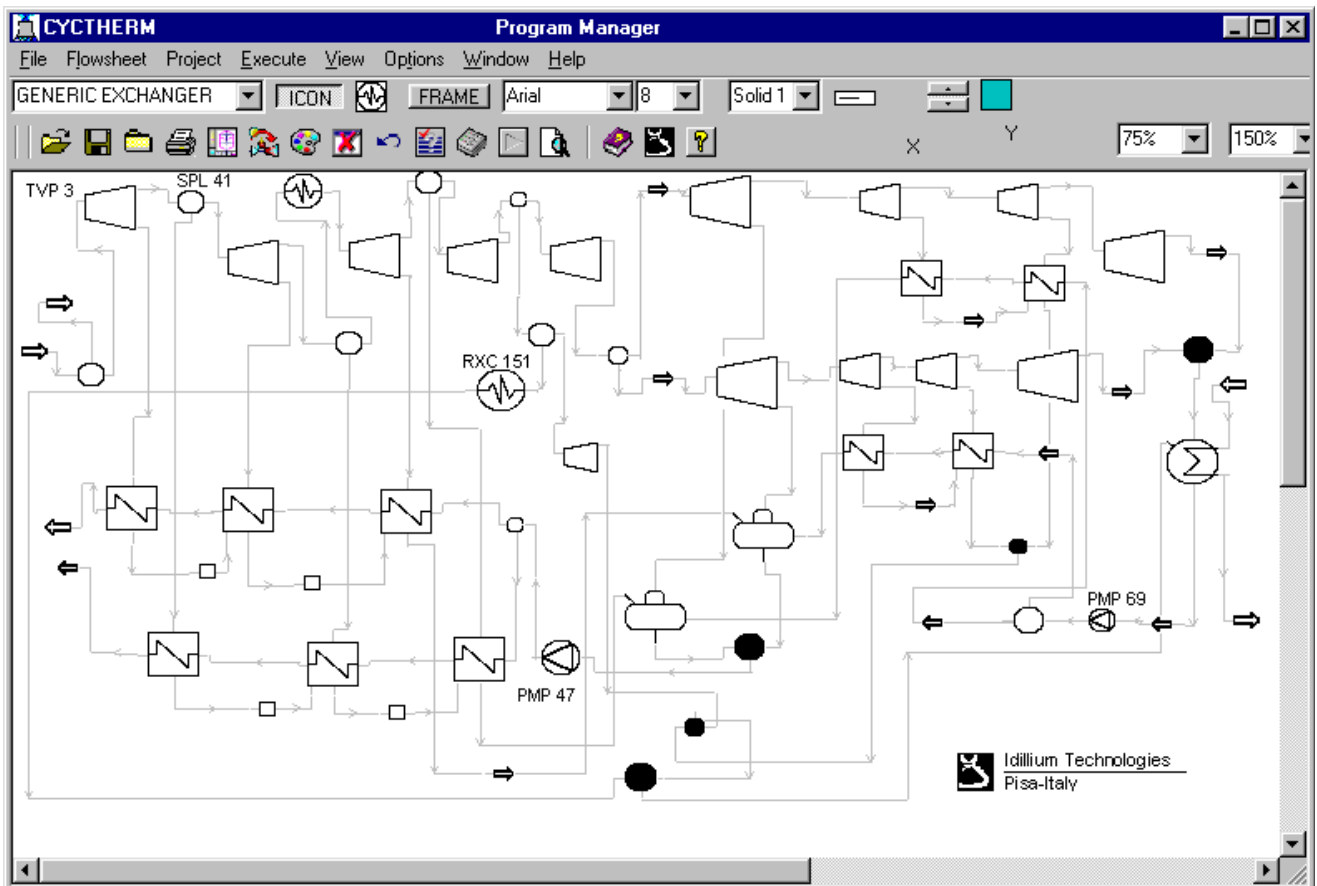 CYCTHERM Program Manager
File Flowsheet Project Execute View Options Window Help
GENERIC EXCHANGER ICON FRAME Arial 8 Solid 1
X Y 75% 150%
TVP 3 SPL 41
RXC 151
PMP 69
PMP 47
Idillium Technologies
Pisa-Italy